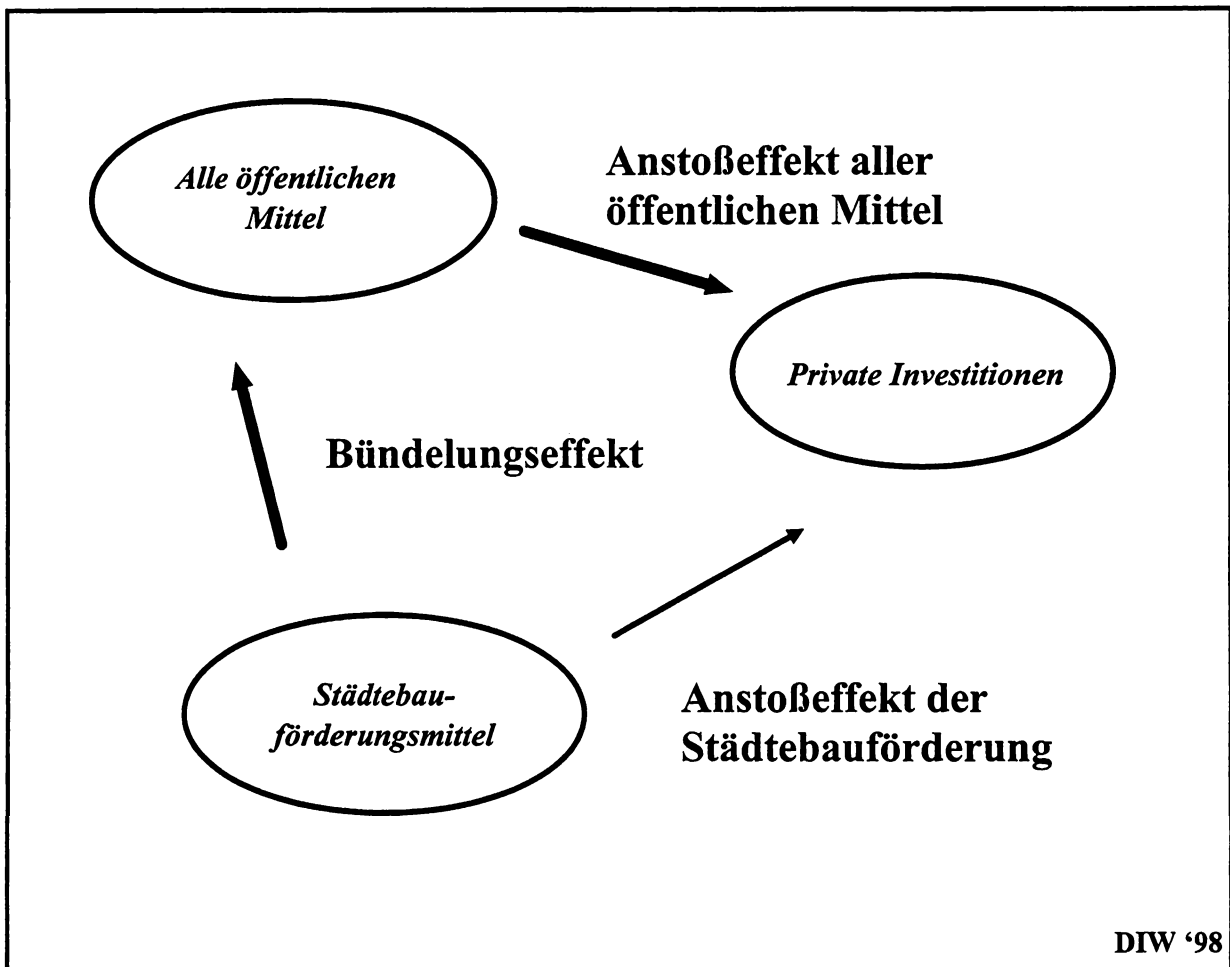 Alle öffentlichen
Mittel
Anstoßeffekt aller
öffentlichen Mittel
Private Investitionen
Bündelungseffekt
Städtebau-
förderungsmittel
Anstoßeffekt der
Städtebauförderung
DIW ‘98